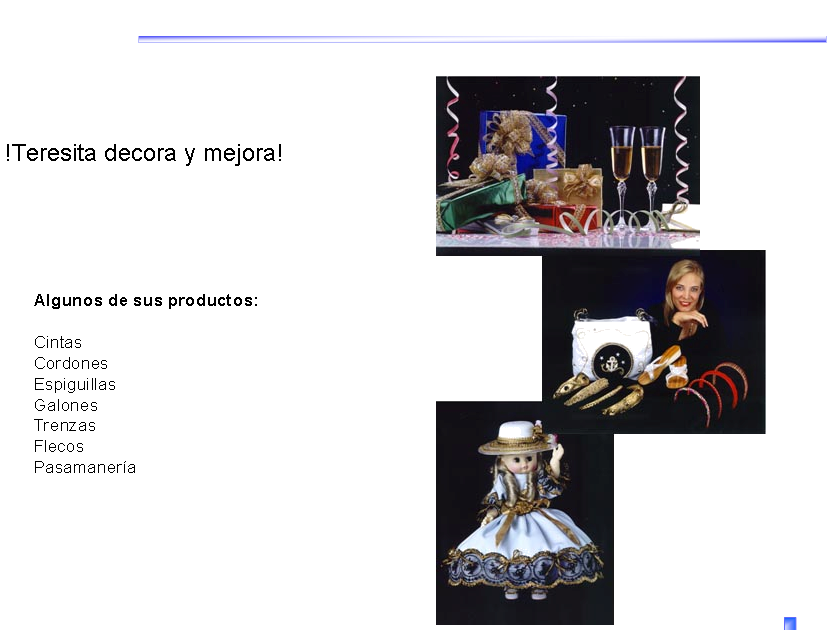 !Teresita decora y mejora!
Algunos de sus productos:
Cintas
Cordones
Espiguillas
Galones
Trenzas
Flecos
Pasamanería